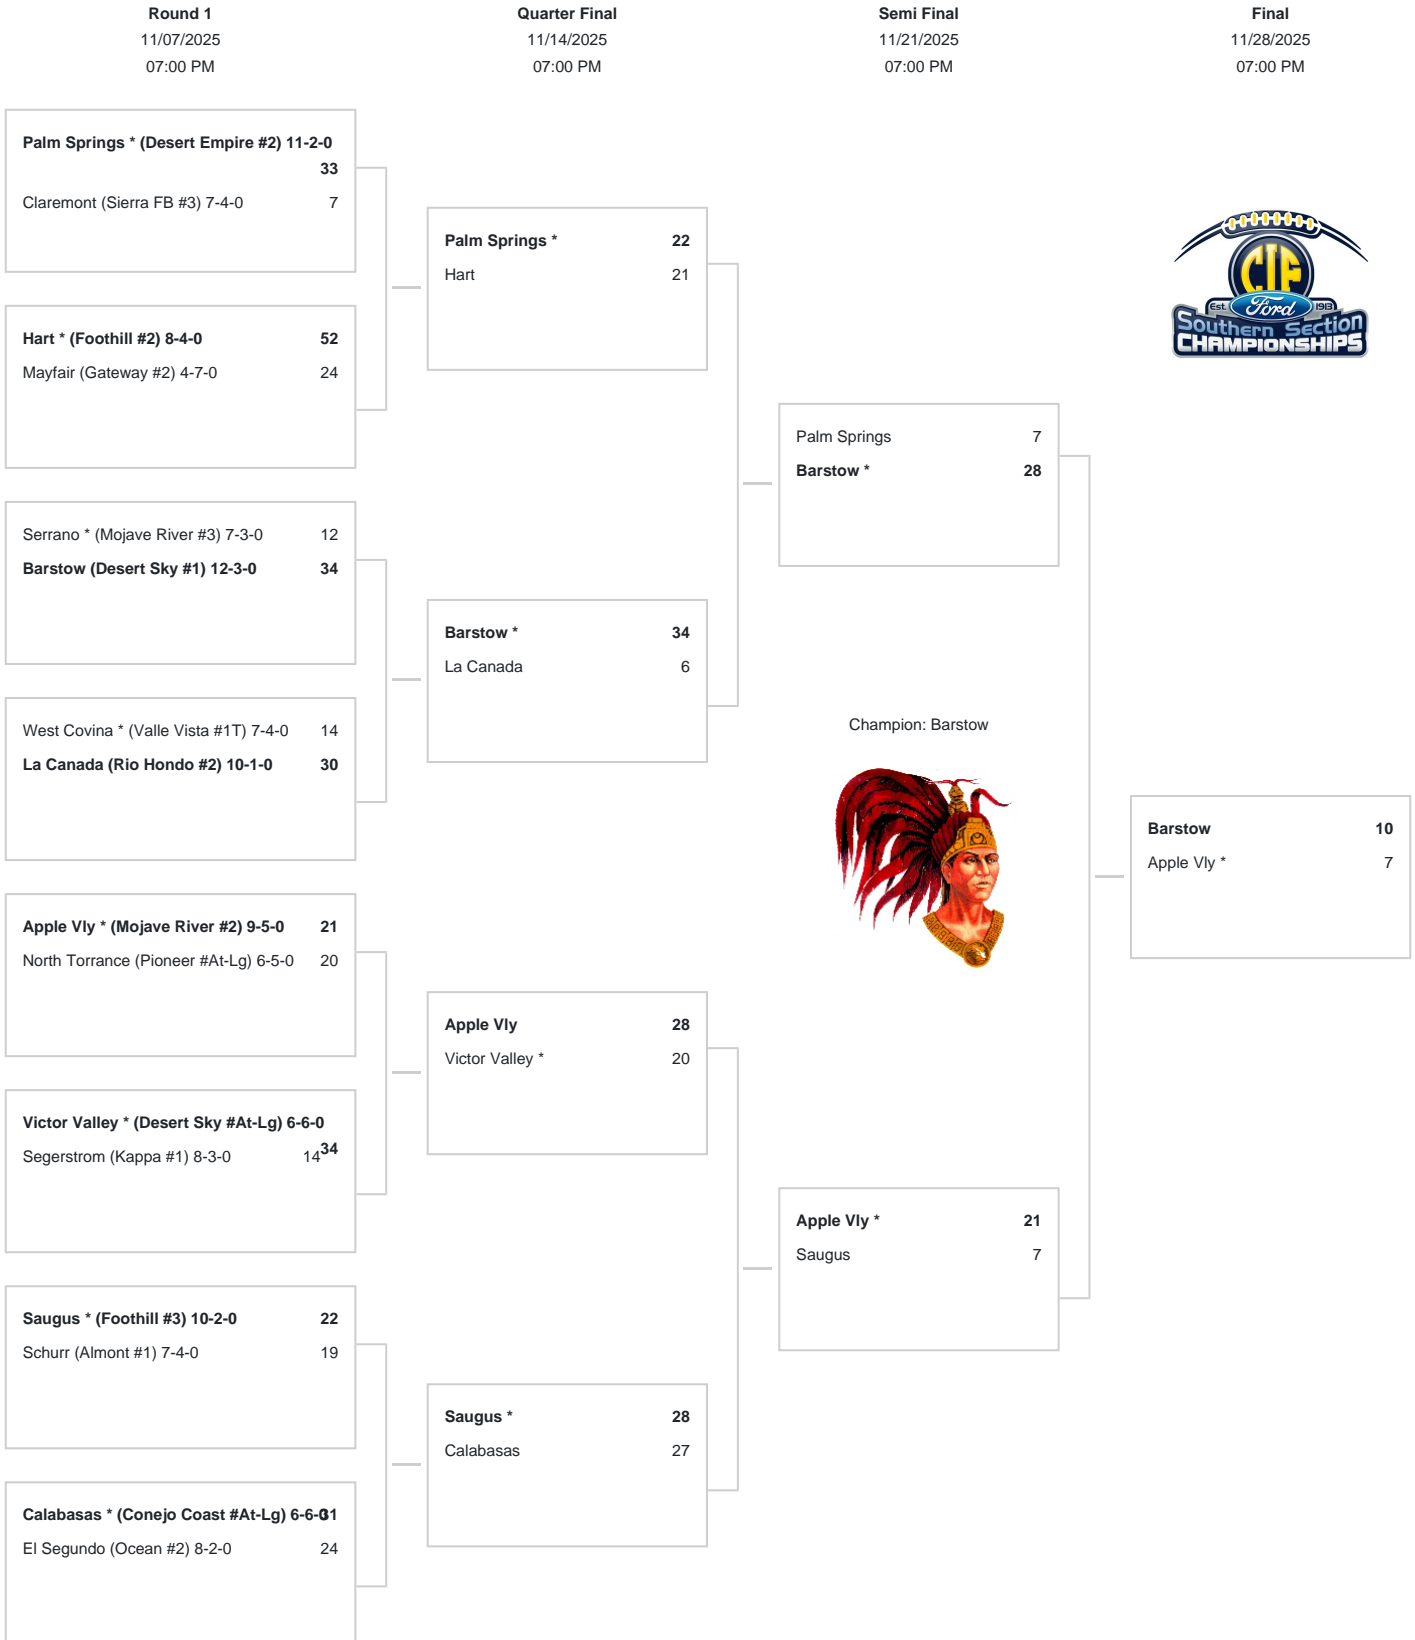 Round 1
11/07/2025
07:00 PM
Quarter Final
11/14/2025
07:00 PM
Semi Final
11/21/2025
07:00 PM
Final
11/28/2025
07:00 PM
Palm Springs * (Desert Empire #2) 11-2-0
33
Claremont (Sierra FB #3) 7-4-0 7
Hart * (Foothill #2) 8-4-0 52
Mayfair (Gateway #2) 4-7-0 24
Serrano * (Mojave River #3) 7-3-0 12
Barstow (Desert Sky #1) 12-3-0 34
West Covina * (Valle Vista #1T) 7-4-0 14
La Canada (Rio Hondo #2) 10-1-0 30
Apple Vly * (Mojave River #2) 9-5-0 21
North Torrance (Pioneer #At-Lg) 6-5-0 20
Victor Valley * (Desert Sky #At-Lg) 6-6-0
34
Segerstrom (Kappa #1) 8-3-0 14
Saugus * (Foothill #3) 10-2-0 22
Schurr (Almont #1) 7-4-0 19
Calabasas * (Conejo Coast #At-Lg) 6-6-0 31
El Segundo (Ocean #2) 8-2-0 24
Palm Springs * 22
Hart 21
Barstow * 34
La Canada 6
Apple Vly 28
Victor Valley * 20
Saugus * 28
Calabasas 27
Palm Springs 7
Barstow * 28
Champion: Barstow
Apple Vly * 21
Saugus 7
CIF
Est. Ford 1913
Southern Section
CHAMPIONSHIPS
Barstow 10
Apple Vly * 7